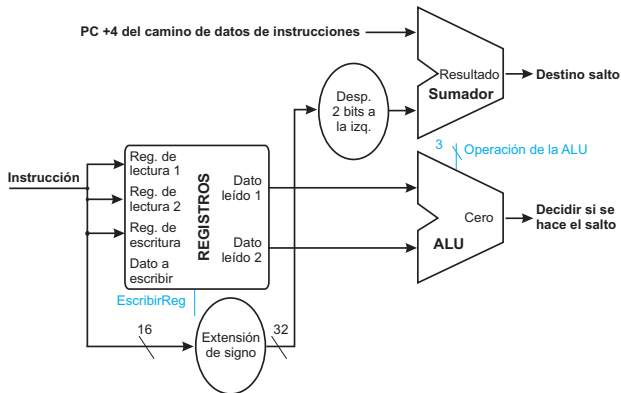 PC +4 del camino de datos de instrucciones
Resultado
Sumador
Destino salto
Desp.
2 bits a
la izq.
3
Operación de la ALU
Instrucción
Reg. de
lectura 1
Reg. de
lectura 2
Reg. de
escritura
Dato a
escribir
REGISTROS
Dato
leído 1
Dato
leído 2
Cero
ALU
Decidir si se
hace el salto
EscribirReg
16
Extensión
de signo
32